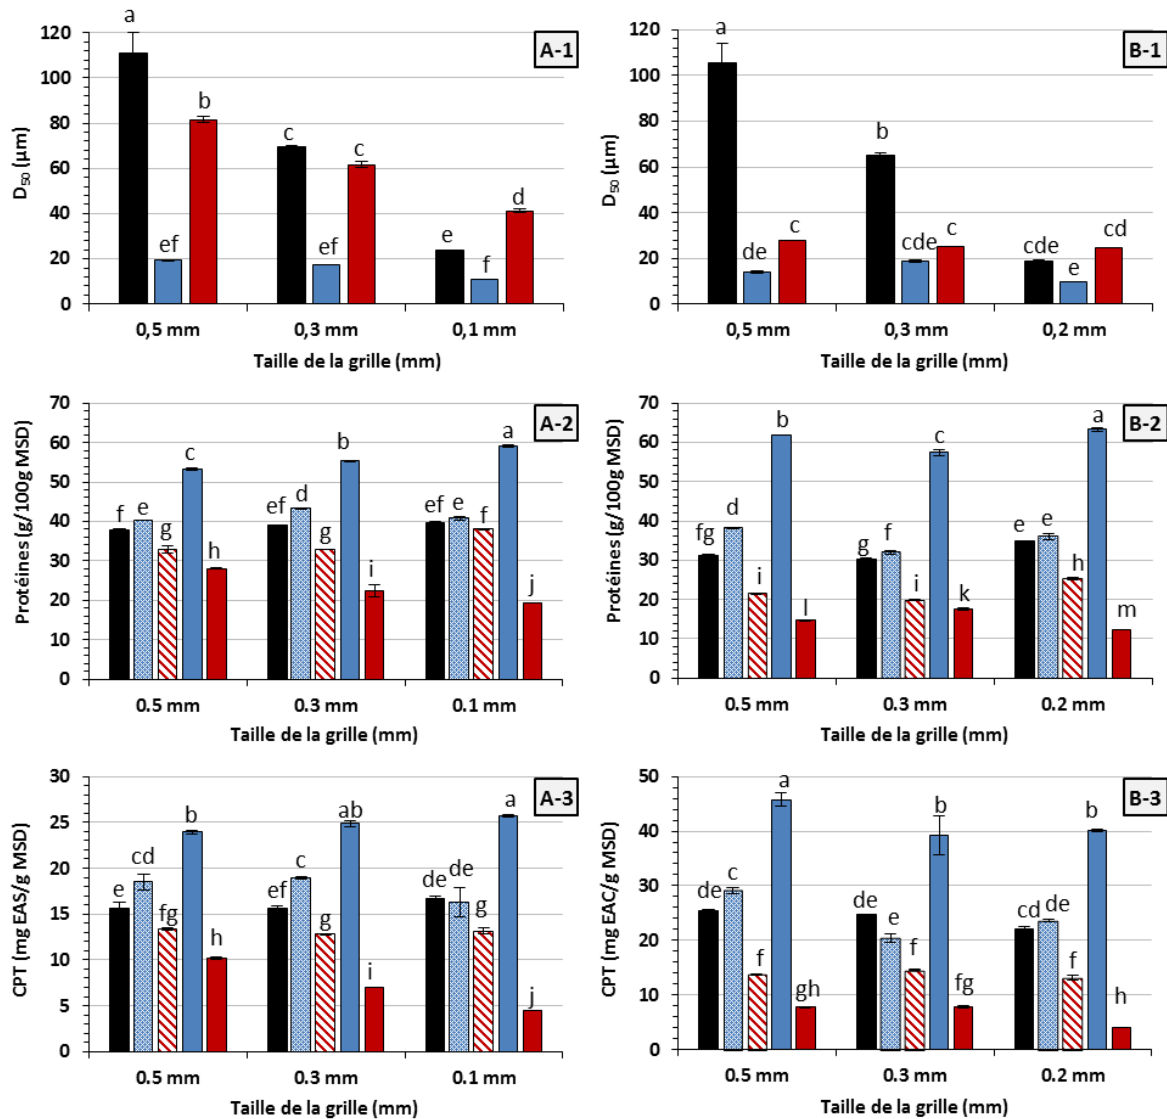 A-1
D₅₀ (µm)
120
100
80
60
40
20
0
a
ef
b
c
ef
c
e
f
d
0,5 mm
0,3 mm
0,1 mm
Taille de la grille (mm)
B-1
D₅₀ (µm)
120
100
80
60
40
20
0
a
de
c
b
cde
c
cde
e
cd
0,5 mm
0,3 mm
0,2 mm
Taille de la grille (mm)
A-2
Protéines (g/100g MSD)
70
60
50
40
30
20
10
0
f
e
g
c
h
ef
d
g
b
i
ef
e
f
a
j
0.5 mm
0.3 mm
0.1 mm
Taille de la grille (mm)
B-2
Protéines (g/100g MSD)
70
60
50
40
30
20
10
0
fg
d
i
b
l
g
f
i
c
k
e
e
h
a
m
0.5 mm
0.3 mm
0.2 mm
Taille de la grille (mm)
A-3
CPT (mg EAS/g MSD)
30
25
20
15
10
5
0
e
cd
fg
b
h
ef
c
g
ab
i
de
de
g
a
j
0.5 mm
0.3 mm
0.1 mm
Taille de la grille (mm)
B-3
CPT (mg EAC/g MSD)
50
40
30
20
10
0
de
c
f
a
gh
de
e
f
b
fg
cd
de
f
b
h
0.5 mm
0.3 mm
0.2 mm
Taille de la grille (mm)